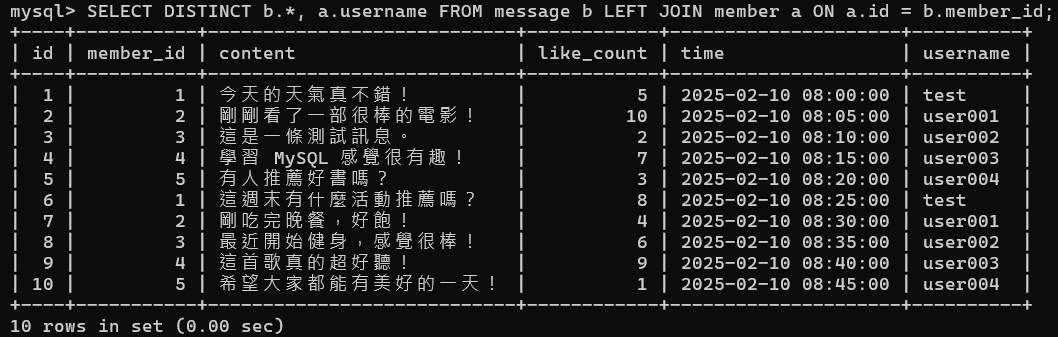 mysql> SELECT DISTINCT b.*, a.username FROM message b LEFT JOIN member a ON a.id = b.member_id;
+----+-----------+-----------------------------+------------+---------------------+----------+
| id | member_id | content                     | like_count | time                | username |
+----+-----------+-----------------------------+------------+---------------------+----------+
|  1 |         1 | 今天的天氣真不錯！ | 5 | 2025-02-10 08:00:00 | test     |
|  2 |         2 | 剛剛看了一部很棒的電影！ | 10 | 2025-02-10 08:05:00 | user001  |
|  3 |         3 | 這是一條測試訊息。 | 2 | 2025-02-10 08:10:00 | user002  |
|  4 |         4 | 學習 MySQL 感覺很有趣！ | 7 | 2025-02-10 08:15:00 | user003  |
|  5 |         5 | 有人推薦好書嗎？ | 3 | 2025-02-10 08:20:00 | user004  |
|  6 |         1 | 這週末有什麼活動推薦嗎？ | 8 | 2025-02-10 08:25:00 | test     |
|  7 |         2 | 剛吃完晚餐，好飽！ | 4 | 2025-02-10 08:30:00 | user001  |
|  8 |         3 | 最近開始健身，感覺很棒！ | 6 | 2025-02-10 08:35:00 | user002  |
|  9 |         4 | 這首歌真的超好聽！ | 9 | 2025-02-10 08:40:00 | user003  |
| 10 |         5 | 希望大家都能有美好的一天！ | 1 | 2025-02-10 08:45:00 | user004  |
+----+-----------+-----------------------------+------------+---------------------+----------+
10 rows in set (0.00 sec)